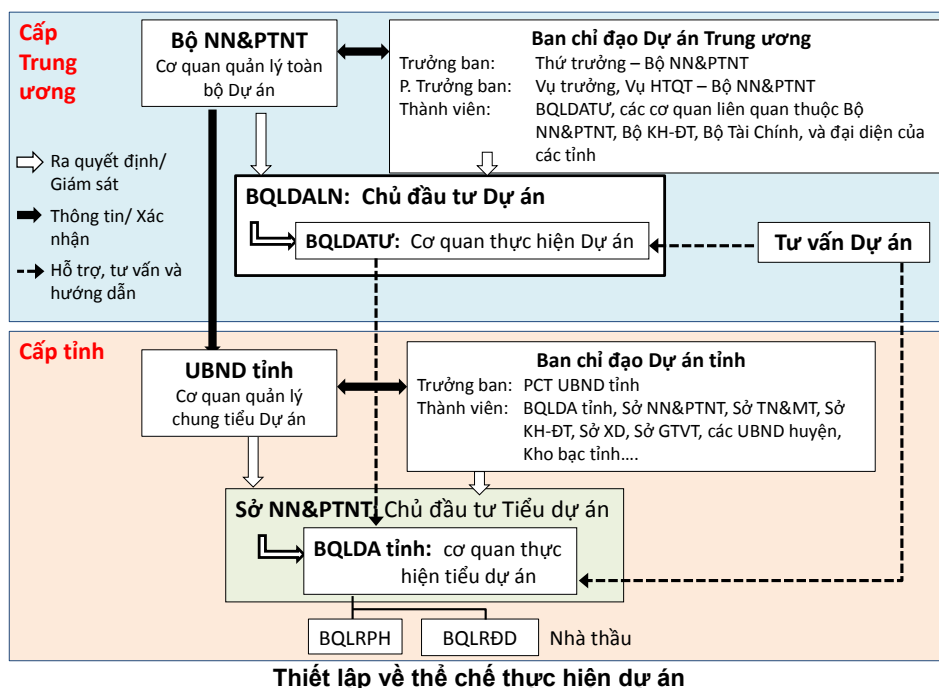 Cấp
Trung
ương
Bộ NN&PTNT
Cơ quan quản lý toàn
bộ Dự án
Ban chỉ đạo Dự án Trung ương
Trưởng ban: Thứ trưởng – Bộ NN&PTNT
P. Trưởng ban: Vụ trưởng, Vụ HTQT – Bộ NN&PTNT
Thành viên: BQLDATƯ, các cơ quan liên quan thuộc Bộ
NN&PTNT, Bộ KH-ĐT, Bộ Tài Chính, và đại diện của
các tỉnh
Ra quyết định/
Giám sát
Thông tin/ Xác
nhận
Hỗ trợ, tư vấn và
hướng dẫn
BQLDALN: Chủ đầu tư Dự án
BQLDATƯ: Cơ quan thực hiện Dự án
Tư vấn Dự án
Cấp tỉnh
UBND tỉnh
Cơ quan quản lý
chung tiểu Dự án
Ban chỉ đạo Dự án tỉnh
Trưởng ban: PCT UBND tỉnh
Thành viên: BQLDA tỉnh, Sở NN&PTNT, Sở TN&MT, Sở
KH-ĐT, Sở XD, Sở GTVT, các UBND huyện,
Kho bạc tỉnh....
Sở NN&PTNT: Chủ đầu tư Tiểu dự án
BQLDA tỉnh: cơ quan thực
hiện tiểu dự án
BQLRPH
BQLRĐD
Nhà thầu
Thiết lập về thể chế thực hiện dự án